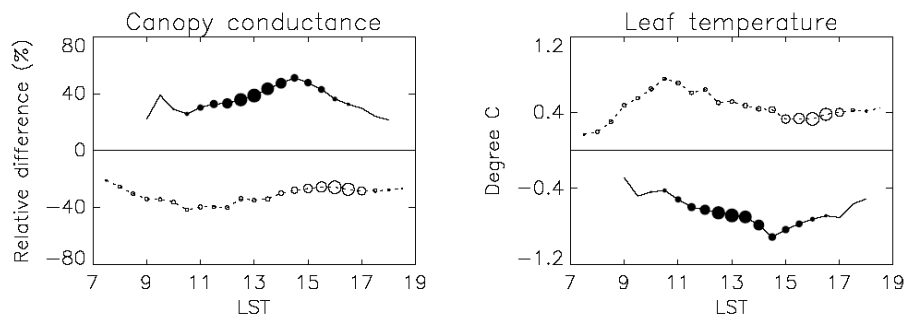 Canopy conductance
Relative difference (%)
80
40
0
−40
−80
7 9 11 13 15 17 19
LST
Leaf temperature
Degree C
1.2
0.4
−0.4
−1.2
7 9 11 13 15 17 19
LST